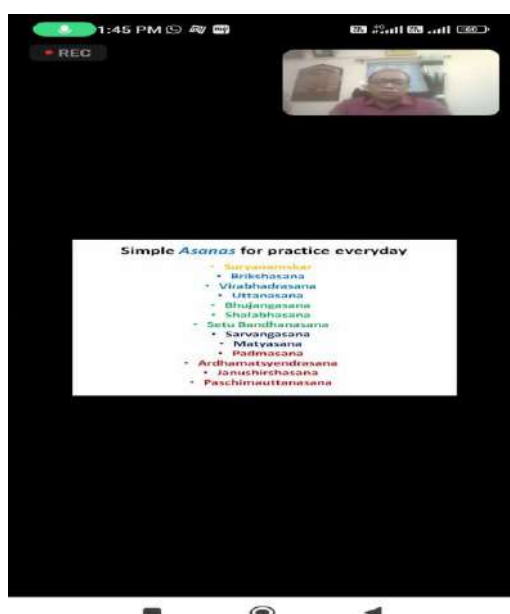 1:45 PM
REC
Simple Asanas for practice everyday
• Suryanamskar
• Brikshasana
• Virabhadrasana
• Uttanasana
• Bhujangasana
• Shalabhasana
• Setu Bandhanasana
• Sarvangasana
• Matyasana
• Padmasana
• Ardhamatsyendrasana
• Janushirshasana
• Paschimauttanasana